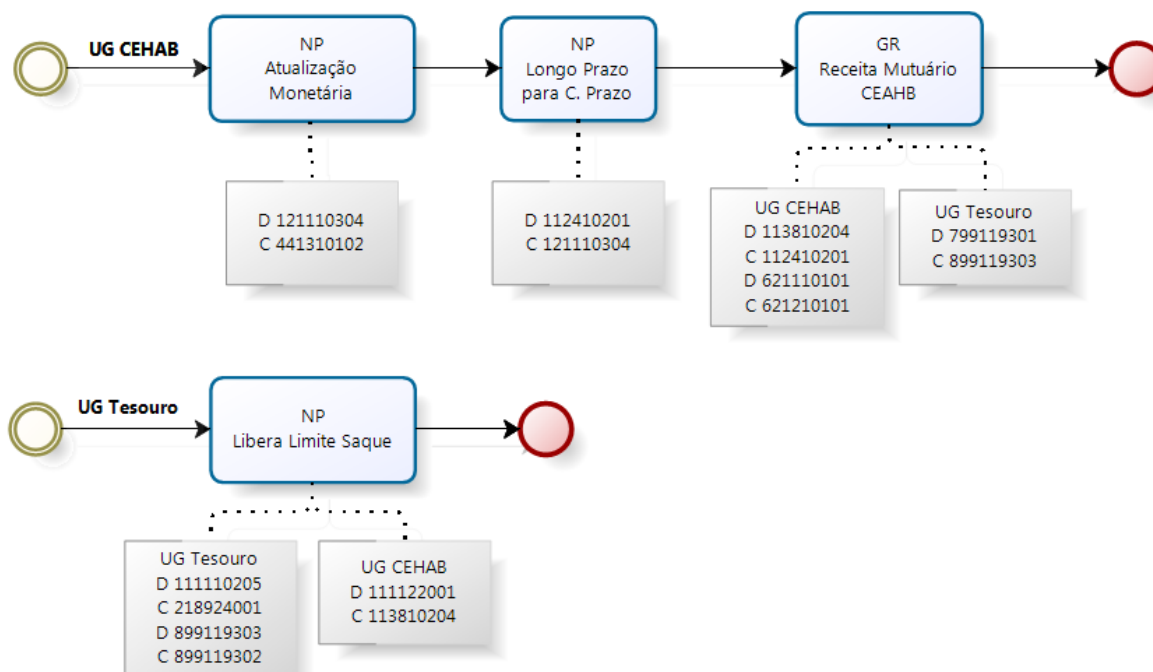 UG CEHAB
NP
Atualização
Monetária
NP
Longo Prazo
para C. Prazo
GR
Receita Mutuário
CEAHB
D 121110304
C 441310102
D 112410201
C 121110304
UG CEHAB
D 113810204
C 112410201
D 621110101
C 621210101
UG Tesouro
D 799119301
C 899119303
UG Tesouro
NP
Libera Limite Saque
UG Tesouro
D 111110205
C 218924001
D 899119303
C 899119302
UG CEHAB
D 111122001
C 113810204